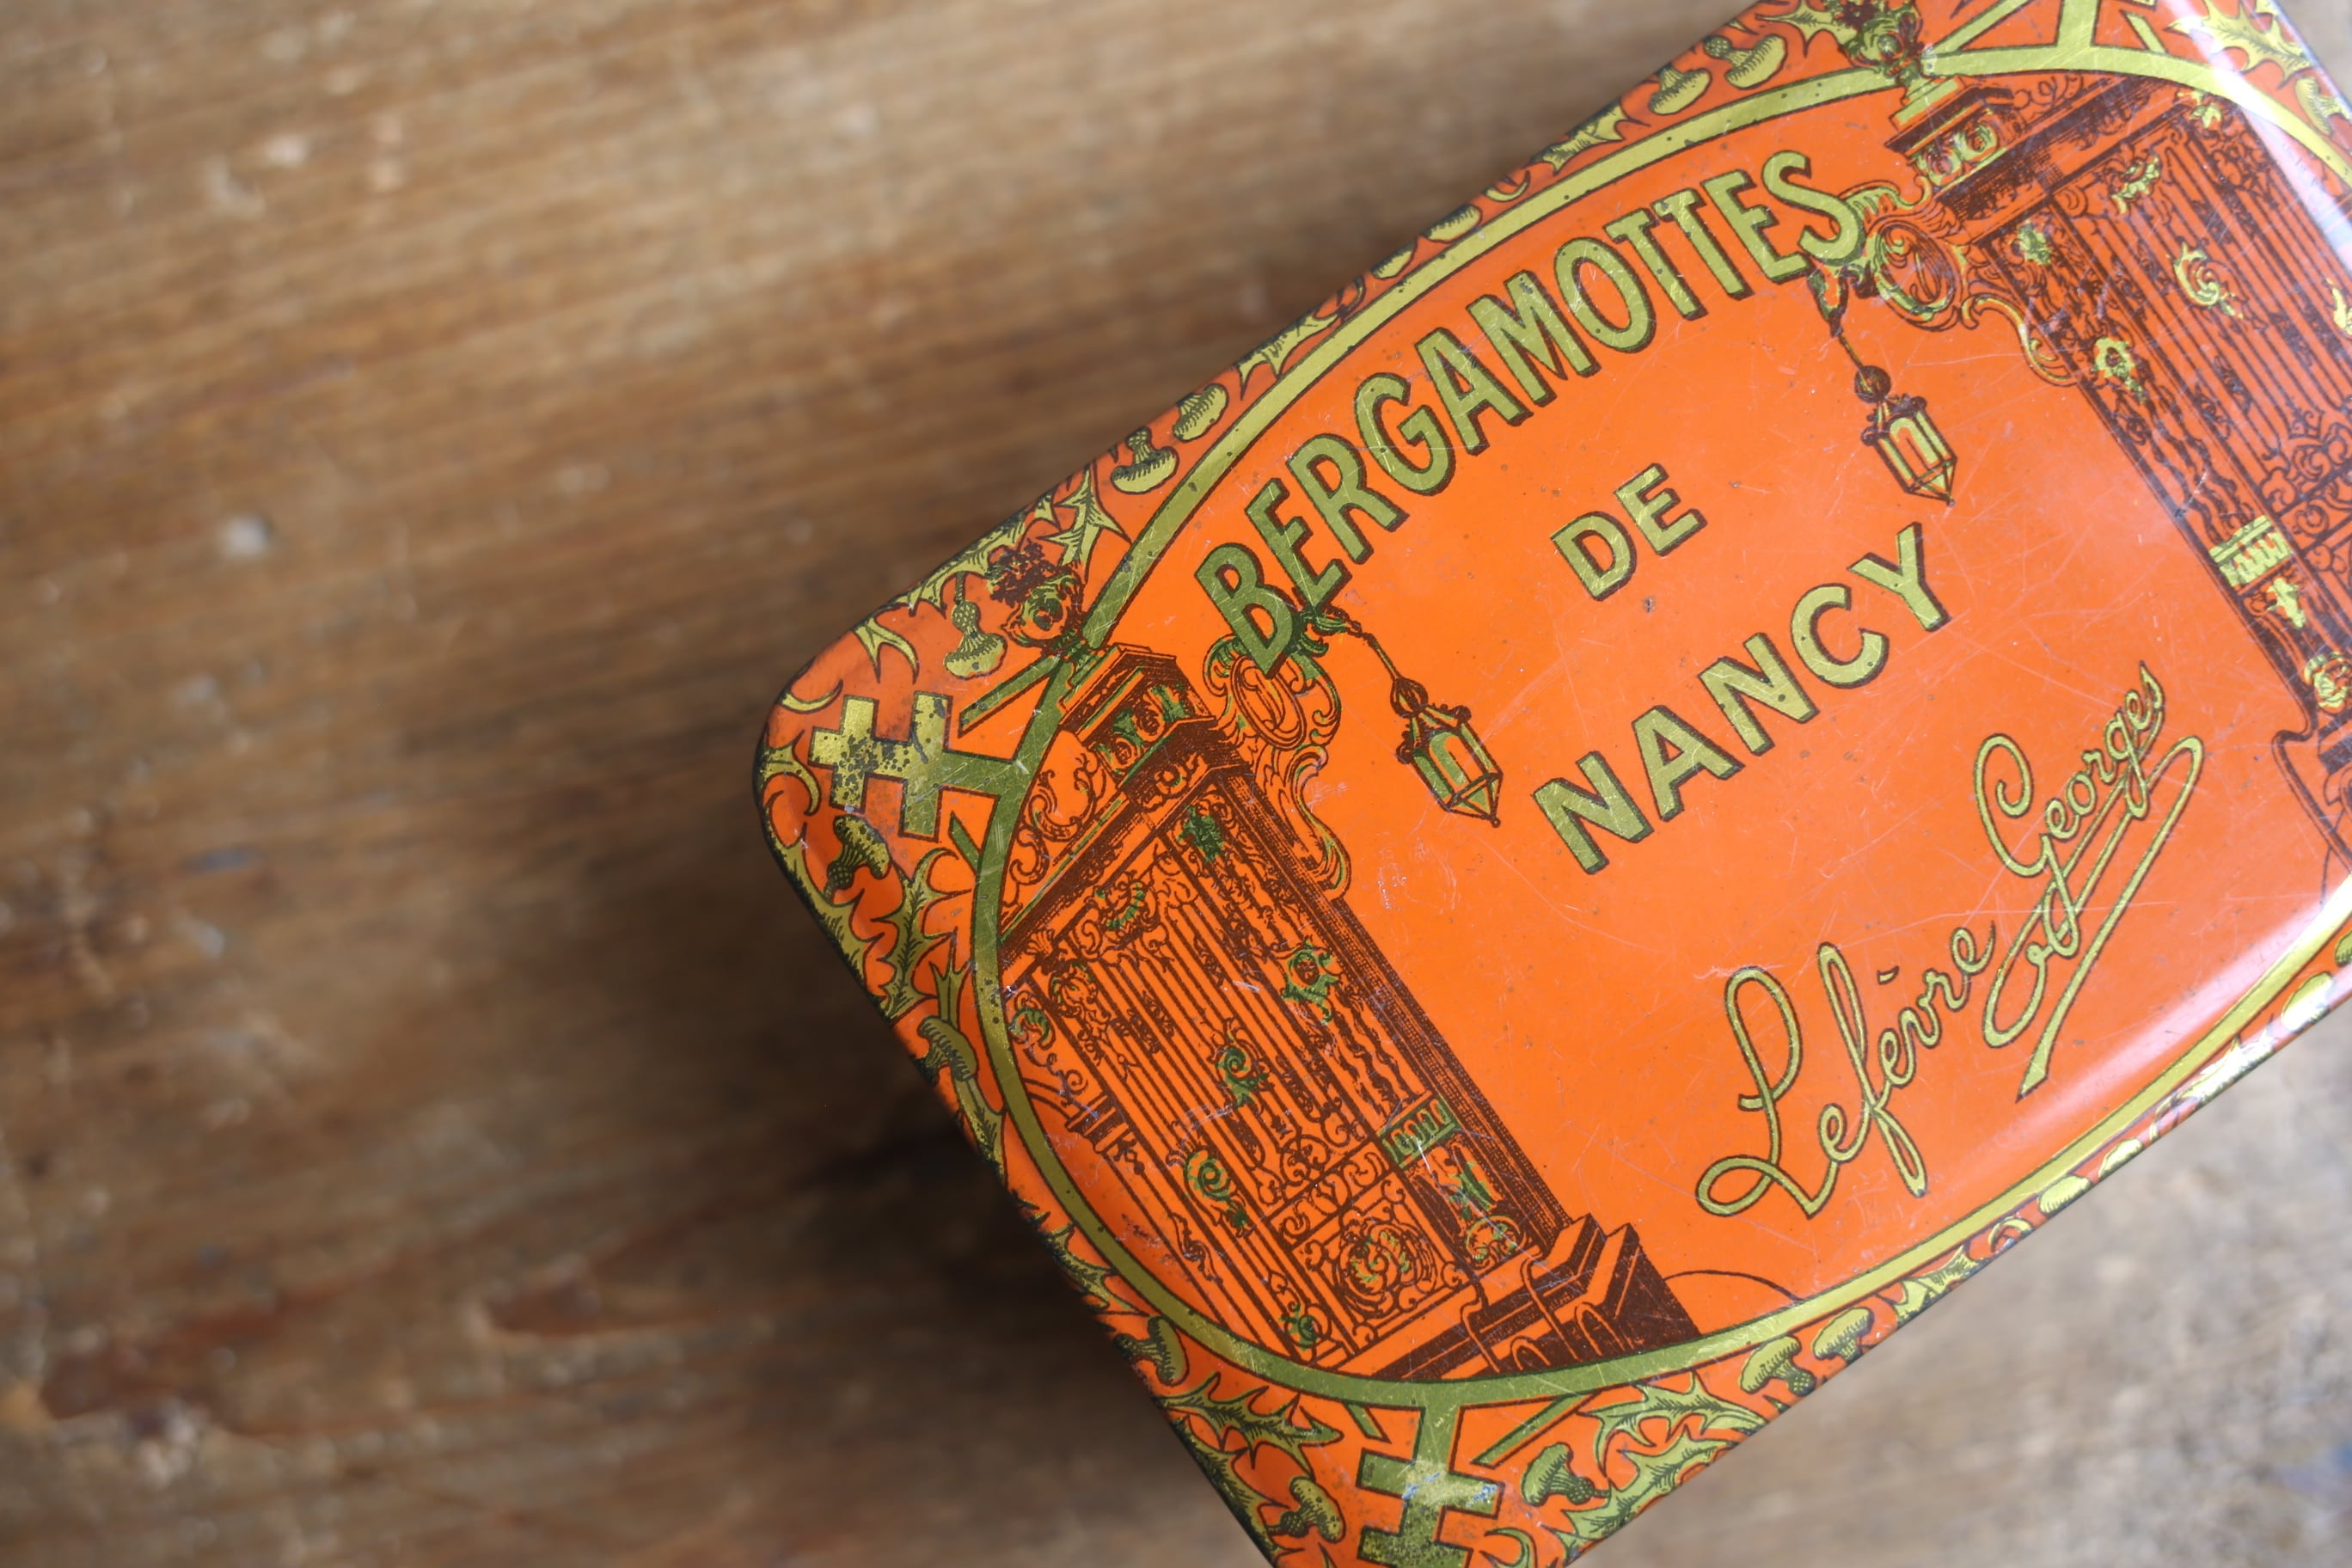 BERGAMOTTES
DE
NANCY
Lefèvre Georges